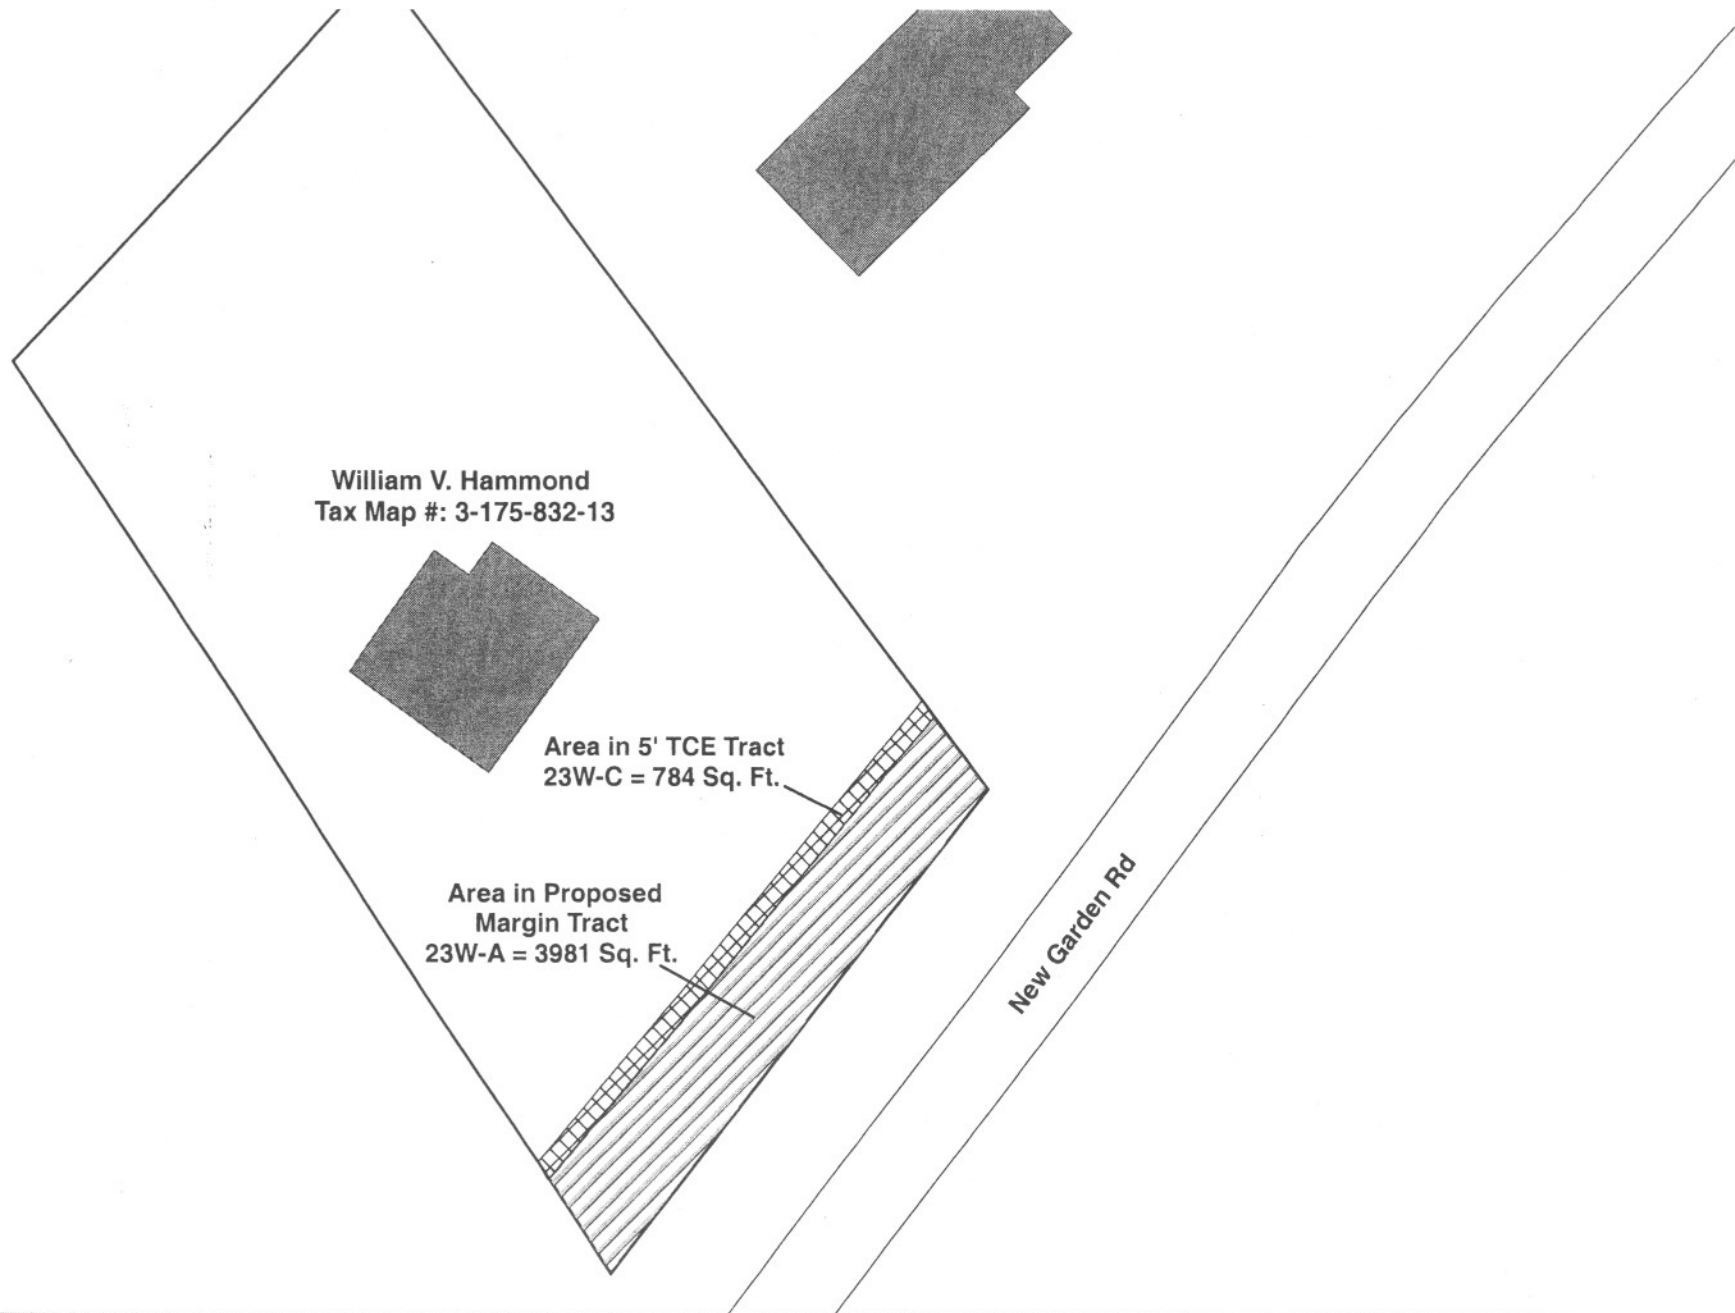 William V. Hammond
Tax Map #: 3-175-832-13
Area in 5' TCE Tract
23W-C = 784 Sq. Ft.
Area in Proposed
Margin Tract
23W-A = 3981 Sq. Ft.
New Garden Rd